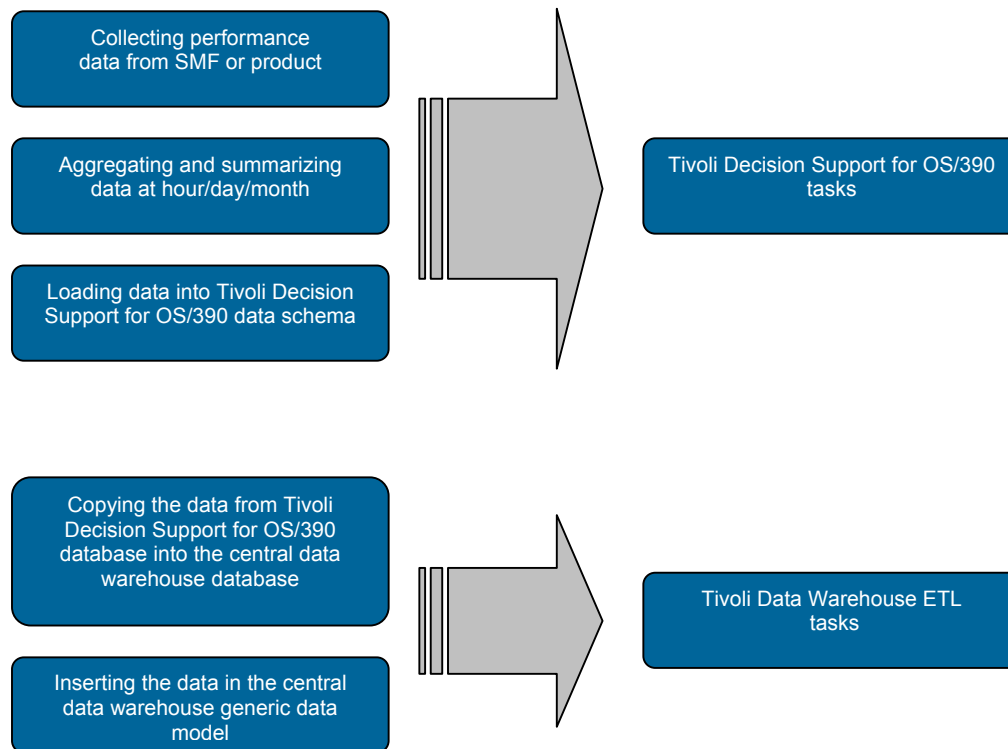 Collecting performance
data from SMF or product
Aggregating and summarizing
data at hour/day/month
Loading data into Tivoli Decision
Support for OS/390 data schema
Tivoli Decision Support for OS/390
tasks
Copying the data from Tivoli
Decision Support for OS/390
database into the central data
warehouse database
Inserting the data in the central
data warehouse generic data
model
Tivoli Data Warehouse ETL
tasks